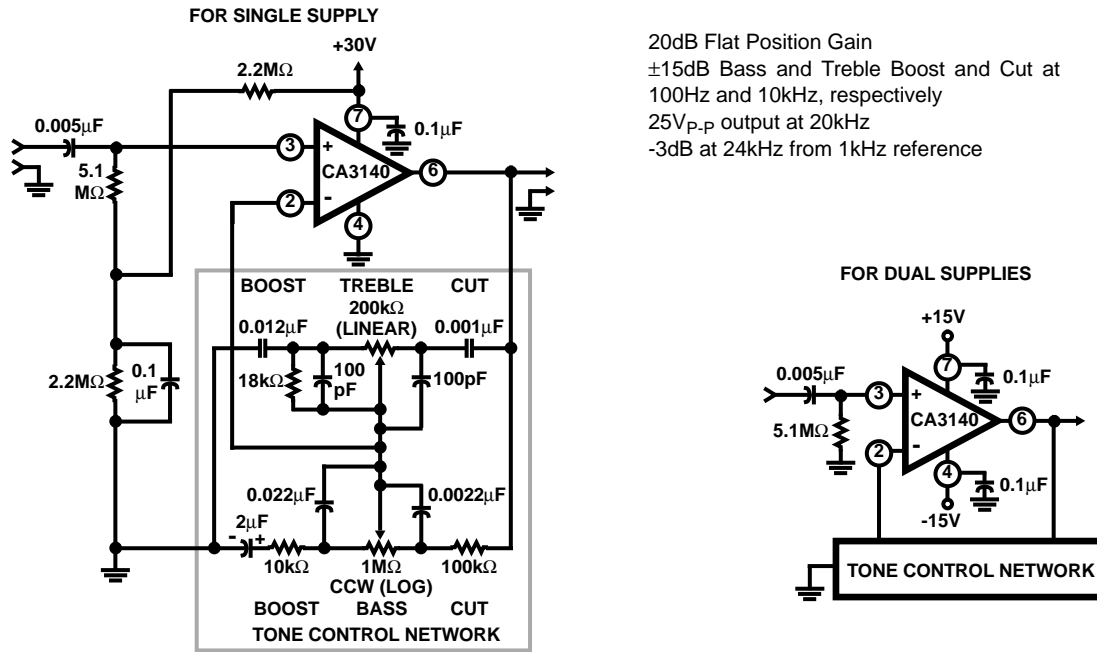 FOR SINGLE SUPPLY
+30V
2.2MΩ
7
0.005μF
0.1μF
3
+
5.1
MΩ
CA3140
6
2
-
4
BOOST TREBLE CUT
200kΩ
(LINEAR)
0.012μF
0.001μF
18kΩ
100
pF
100pF
2.2MΩ
0.1
μF
0.022μF
0.0022μF
2μF
- +
10kΩ
1MΩ
100kΩ
CCW (LOG)
BOOST BASS CUT
TONE CONTROL NETWORK
20dB Flat Position Gain
±15dB Bass and Treble Boost and Cut at
100Hz and 10kHz, respectively
25VP-P output at 20kHz
-3dB at 24kHz from 1kHz reference
FOR DUAL SUPPLIES
+15V
7
0.005μF
0.1μF
3
+
CA3140
6
5.1MΩ
2
-
4
0.1μF
-15V
TONE CONTROL NETWORK